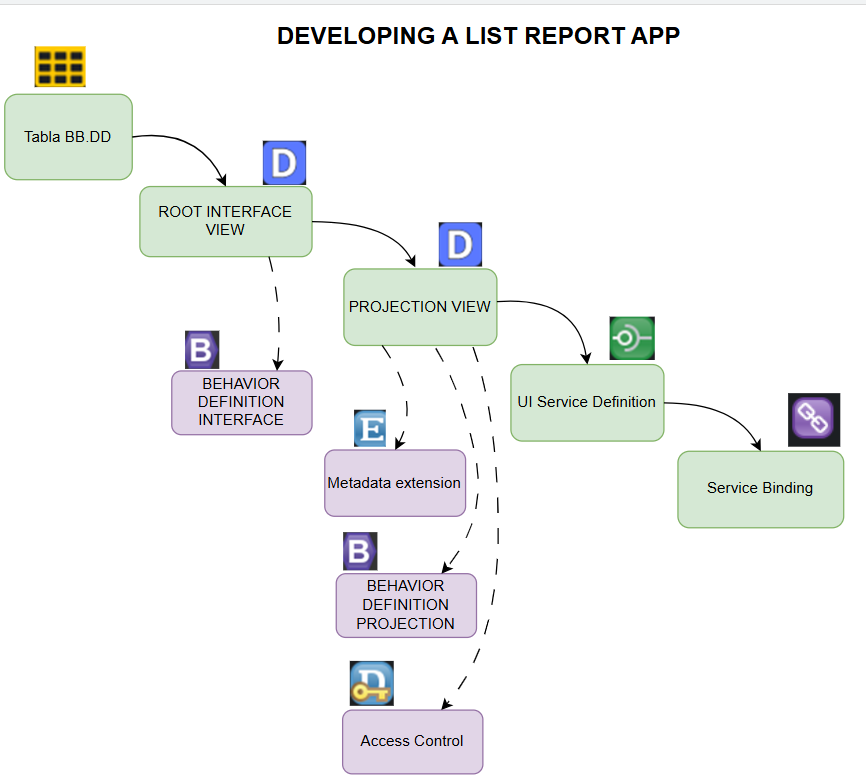 DEVELOPING A LIST REPORT APP
Tabla BB.DD
D
ROOT INTERFACE
VIEW
D
PROJECTION VIEW
B
BEHAVIOR
DEFINITION
INTERFACE
UI Service Definition
E
Metadata extension
Service Binding
B
BEHAVIOR
DEFINITION
PROJECTION
D
Access Control